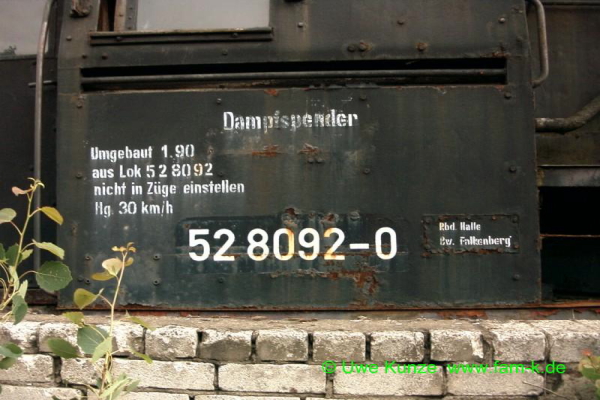 Dampfspender
Umgebaut 1.90
aus Lok 52 8092
nicht in Züge einstellen
Hg. 30 km/h
52 8092-0
Rbd. Halle
Bw. Falkenberg
© Uwe Kunze www.fam-k.de